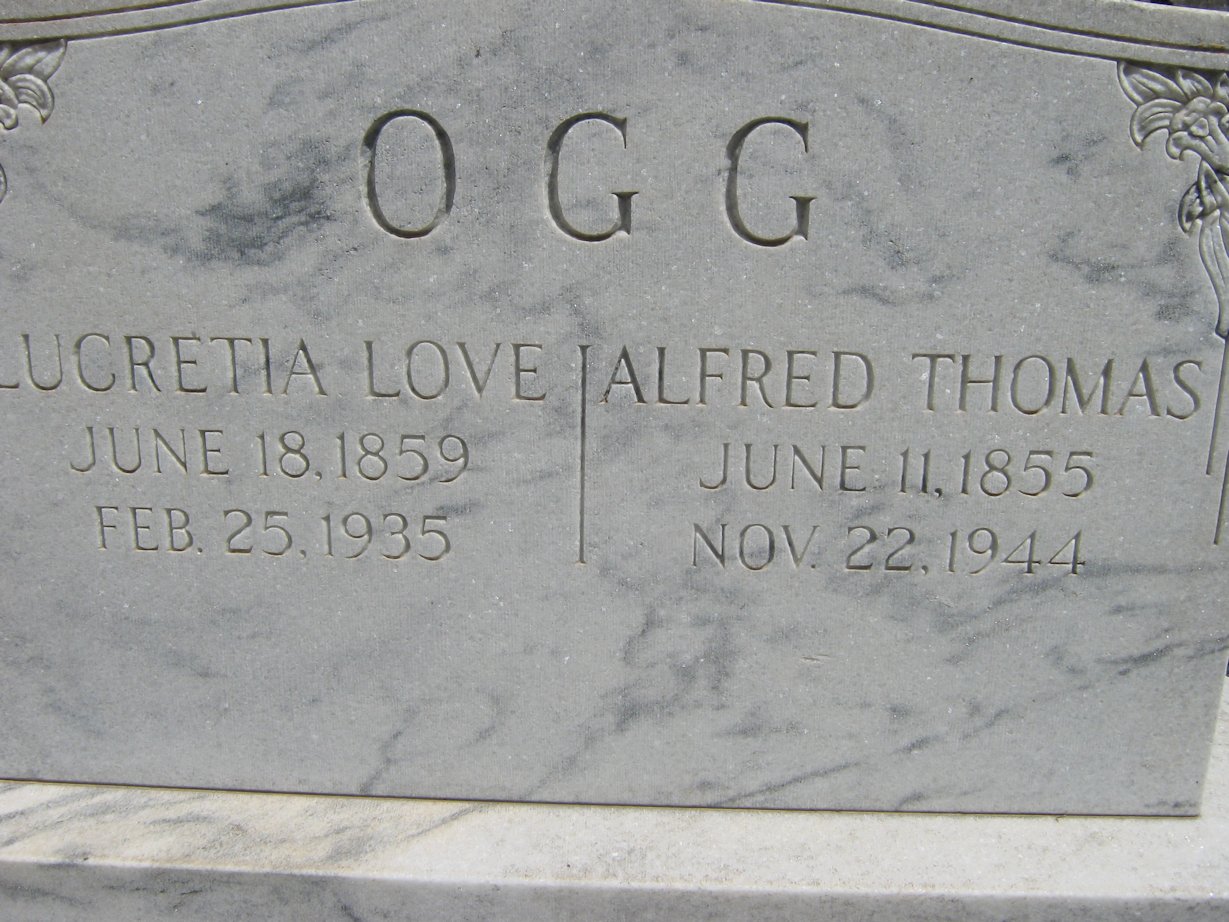 OGG
LUCRETIA LOVE
JUNE 18, 1859
FEB. 25, 1935
ALFRED THOMAS
JUNE 11, 1855
NOV. 22, 1944